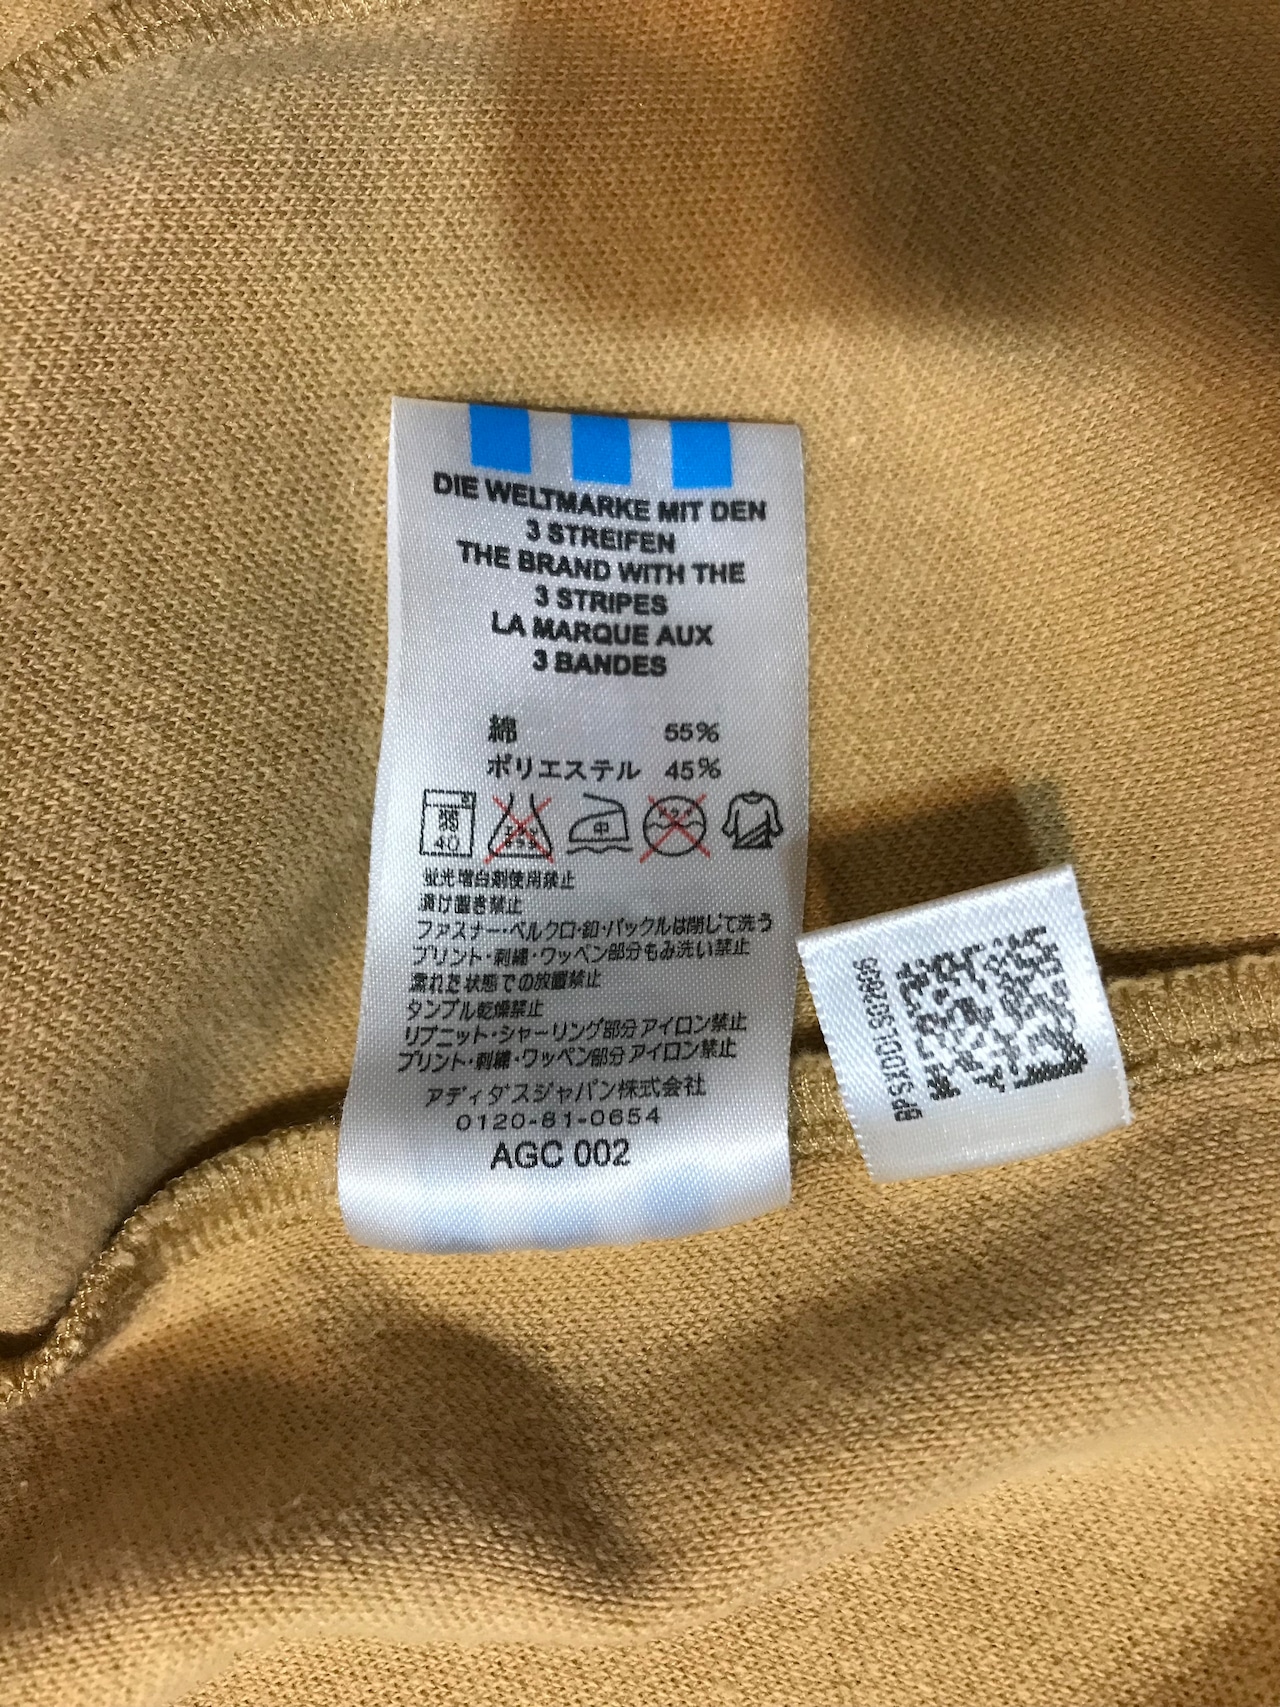 DIE WELTMARKE MIT DEN
3 STREIFEN
THE BRAND WITH THE
3 STRIPES
LA MARQUE AUX
3 BANDES
綿 55%
ポリエステル 45%
弱
40
中
蛍光増白剤使用禁止
漬け置き禁止
ファスナー・ベルクロ・釦・バックルは閉じて洗う
プリント・刺繍・ワッペン部分もみ洗い禁止
濡れた状態での放置禁止
タンブル乾燥禁止
リブニット・シャーリング部分アイロン禁止
プリント・刺繍・ワッペン部分アイロン禁止
アディダスジャパン株式会社
0120-81-0654
AGC 002